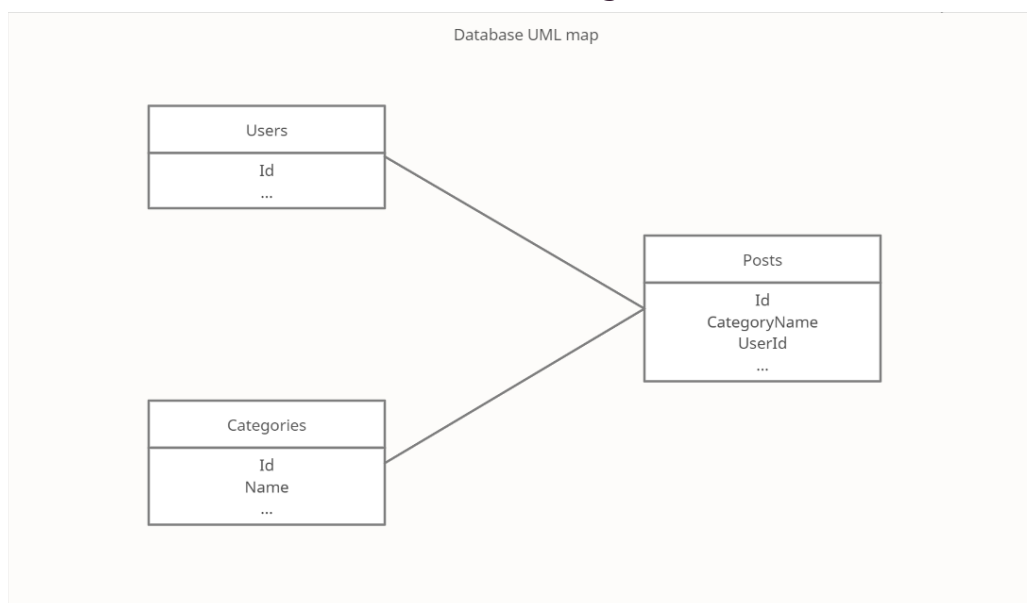 Database UML map
Users
Id
...
Posts
Id
CategoryName
UserId
...
Categories
Id
Name
...